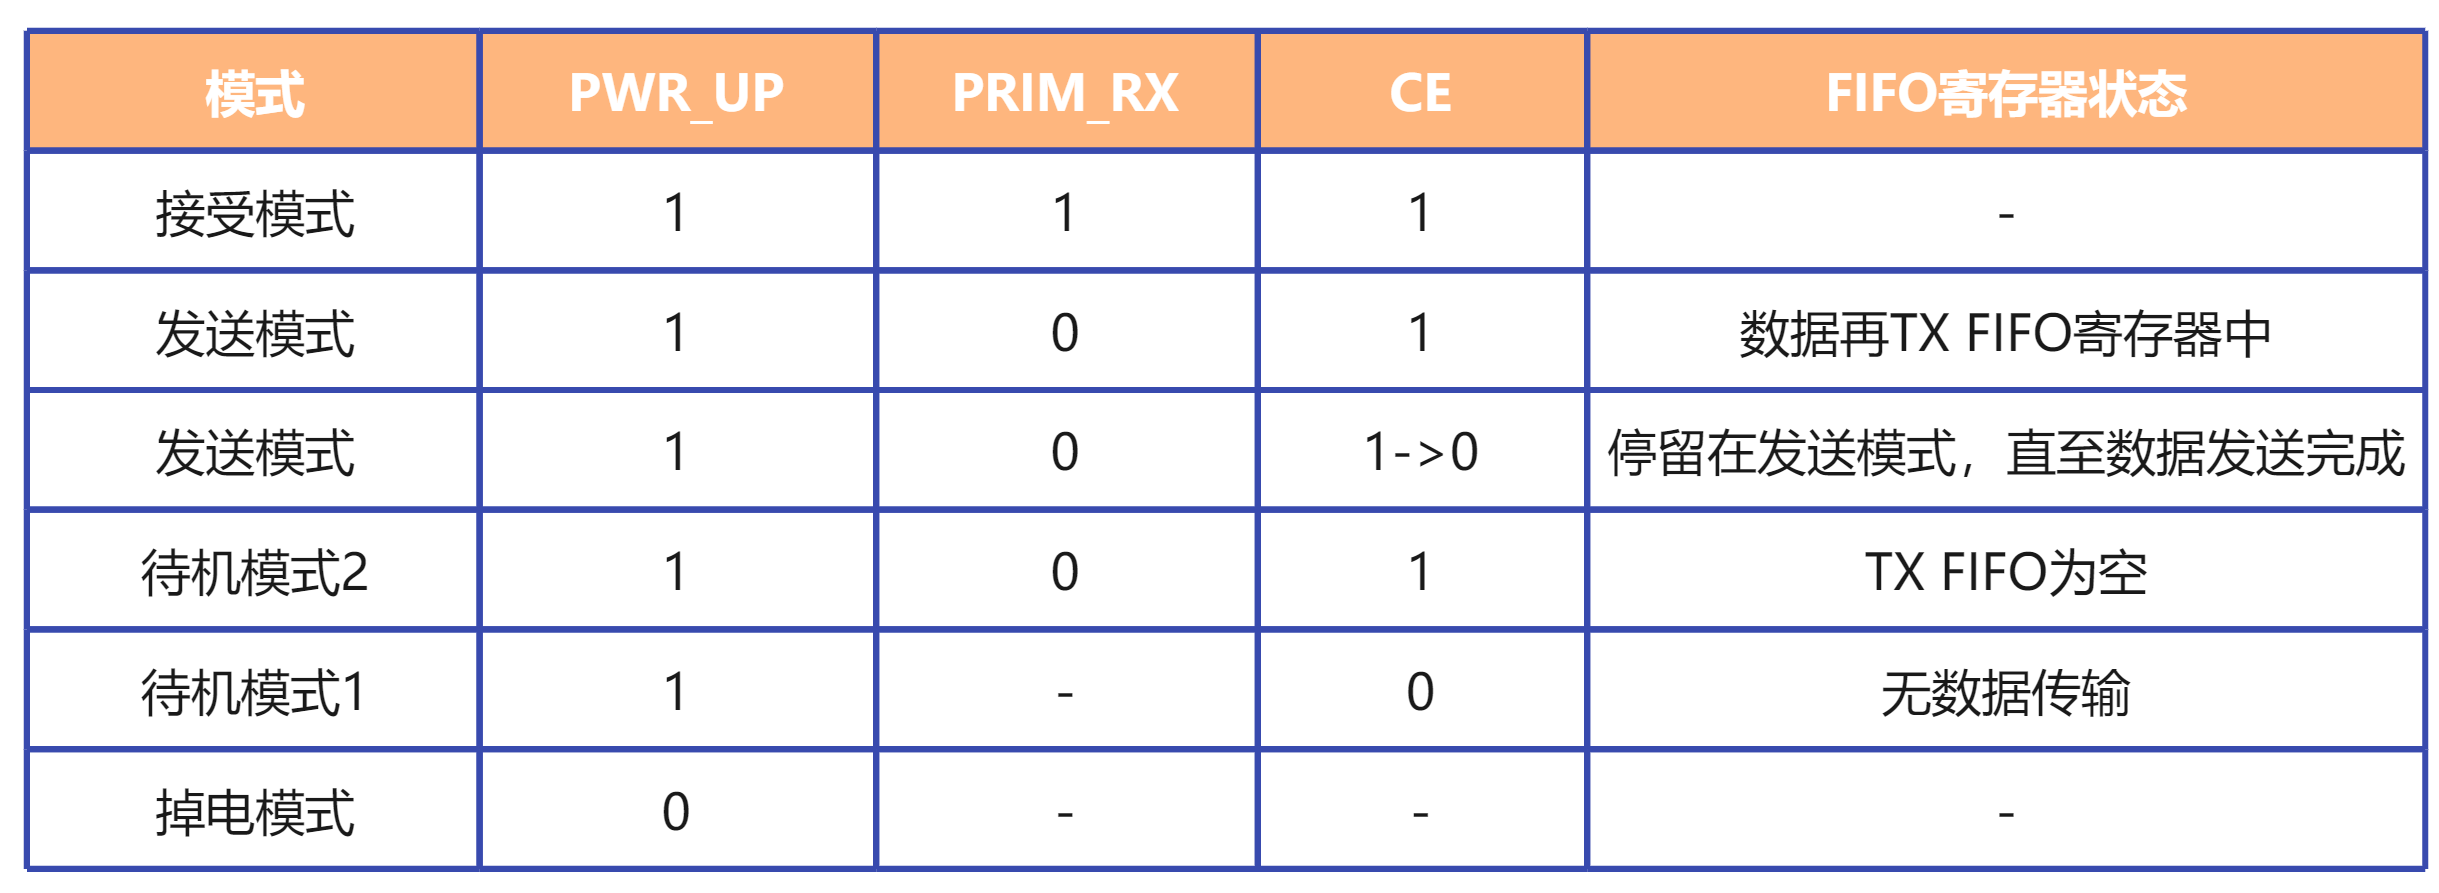 模式 PWR_UP PRIM_RX CE FIFO寄存器状态
接受模式 1 1 1 -
发送模式 1 0 1 数据再TX FIFO寄存器中
发送模式 1 0 1->0 停留在发送模式，直至数据发送完成
待机模式2 1 0 1 TX FIFO为空
待机模式1 1 - 0 无数据传输
掉电模式 0 - - -